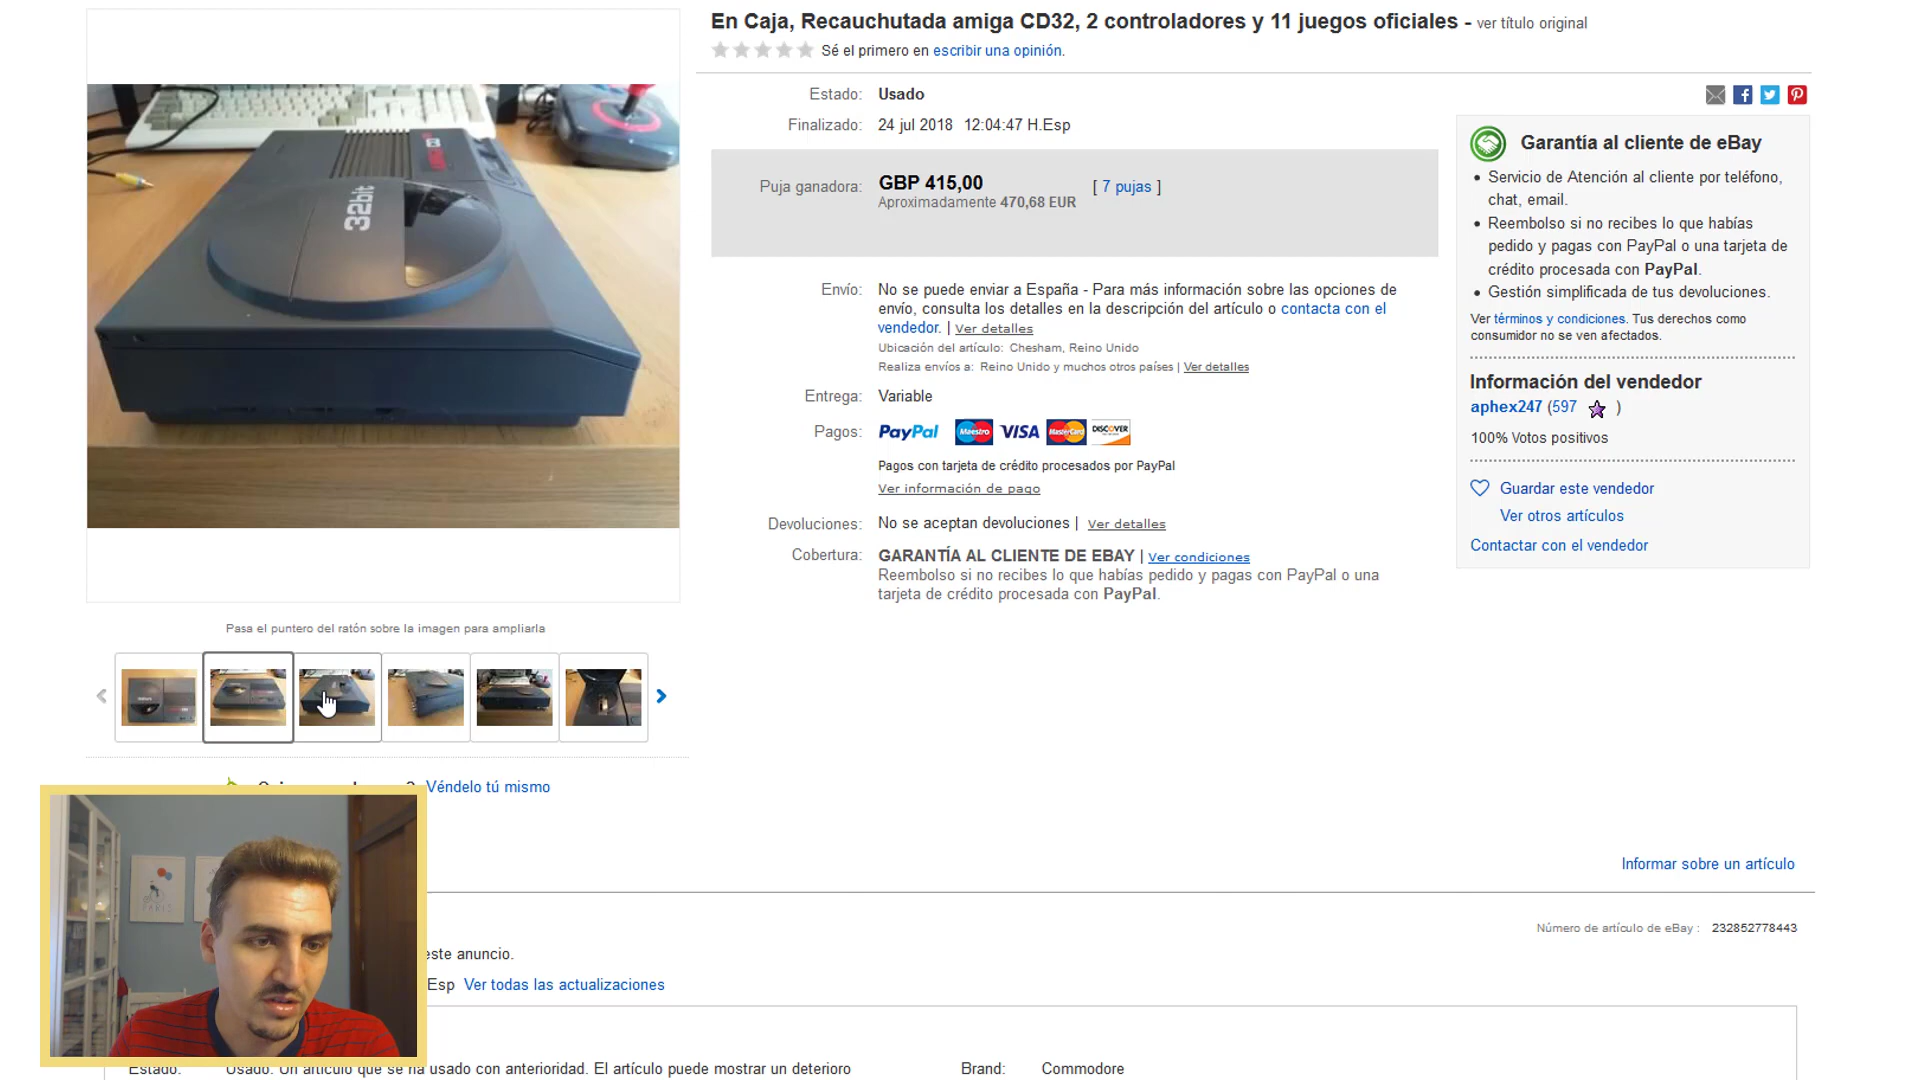 En Caja, Recauchutada amiga CD32, 2 controladores y 11 juegos oficiales - ver título original
Sé el primero en escribir una opinión.
Estado: Usado
Finalizado: 24 jul 2018 12:04:47 H.Esp
Puja ganadora: GBP 415,00 [ 7 pujas ]
Aproximadamente 470,68 EUR
Envío: No se puede enviar a España - Para más información sobre las opciones de
envío, consulta los detalles en la descripción del artículo o contacta con el
vendedor. | Ver detalles
Ubicación del artículo: Chesham, Reino Unido
Realiza envíos a: Reino Unido y muchos otros países | Ver detalles
Entrega: Variable
Pagos: PayPal Maestro VISA MasterCard DISCOVER
Pagos con tarjeta de crédito procesados por PayPal
Ver información de pago
Devoluciones: No se aceptan devoluciones | Ver detalles
Cobertura: GARANTÍA AL CLIENTE DE EBAY | Ver condiciones
Reembolso si no recibes lo que habías pedido y pagas con PayPal o una
tarjeta de crédito procesada con PayPal.
Garantía al cliente de eBay
Servicio de Atención al cliente por teléfono,
chat, email.
Reembolso si no recibes lo que habías
pedido y pagas con PayPal o una tarjeta de
crédito procesada con PayPal.
Gestión simplificada de tus devoluciones.
Ver términos y condiciones. Tus derechos como
consumidor no se ven afectados.
Información del vendedor
aphex247 (597 )
100% Votos positivos
Guardar este vendedor
Ver otros artículos
Contactar con el vendedor
32bit
Pasa el puntero del ratón sobre la imagen para ampliarla
Véndelo tú mismo
Informar sobre un artículo
Número de artículo de eBay : 232852778443
este anuncio.
Esp Ver todas las actualizaciones
PARIS
Estado: Usado: Un artículo que se ha usado con anterioridad. El artículo puede mostrar un deterioro
Brand: Commodore